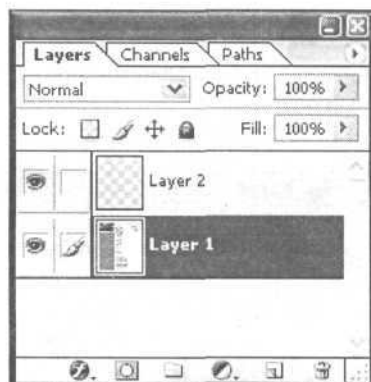 Layers Channels Paths
Normal Opacity: 100%
Lock: Fill: 100%
Layer 2
Layer 1